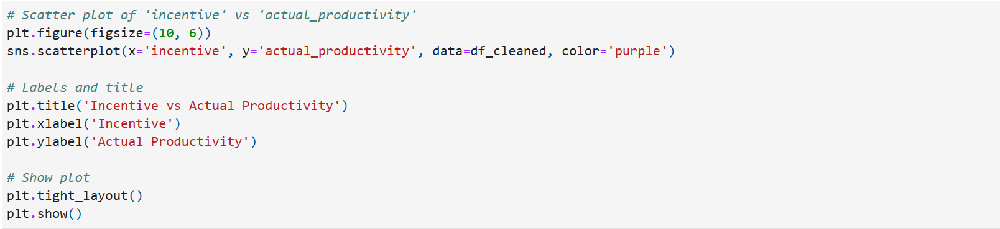 # Scatter plot of 'incentive' vs 'actual_productivity'
plt.figure(figsize=(10, 6))
sns.scatterplot(x='incentive', y='actual_productivity', data=df_cleaned, color='purple')
# Labels and title
plt.title('Incentive vs Actual Productivity')
plt.xlabel('Incentive')
plt.ylabel('Actual Productivity')
# Show plot
plt.tight_layout()
plt.show()